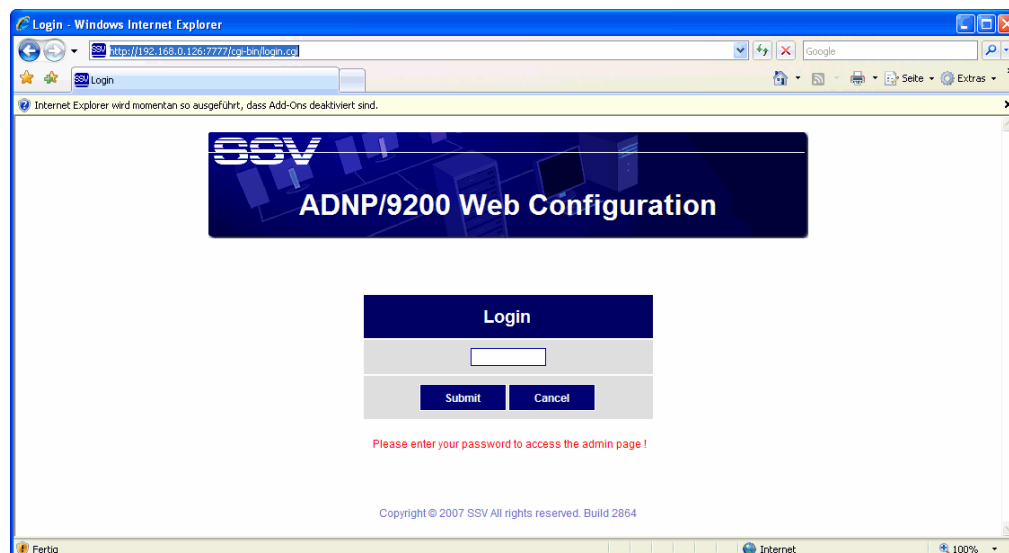 Login - Windows Internet Explorer
http://192.168.0.126:7777/cgi-bin/login.cgi
Google
Login
Seite
Extras
Internet Explorer wird momentan so ausgeführt, dass Add-Ons deaktiviert sind.
SSV
ADNP/9200 Web Configuration
Login
Submit Cancel
Please enter your password to access the admin page !
Copyright © 2007 SSV All rights reserved. Build 2864
Fertig
Internet
100%